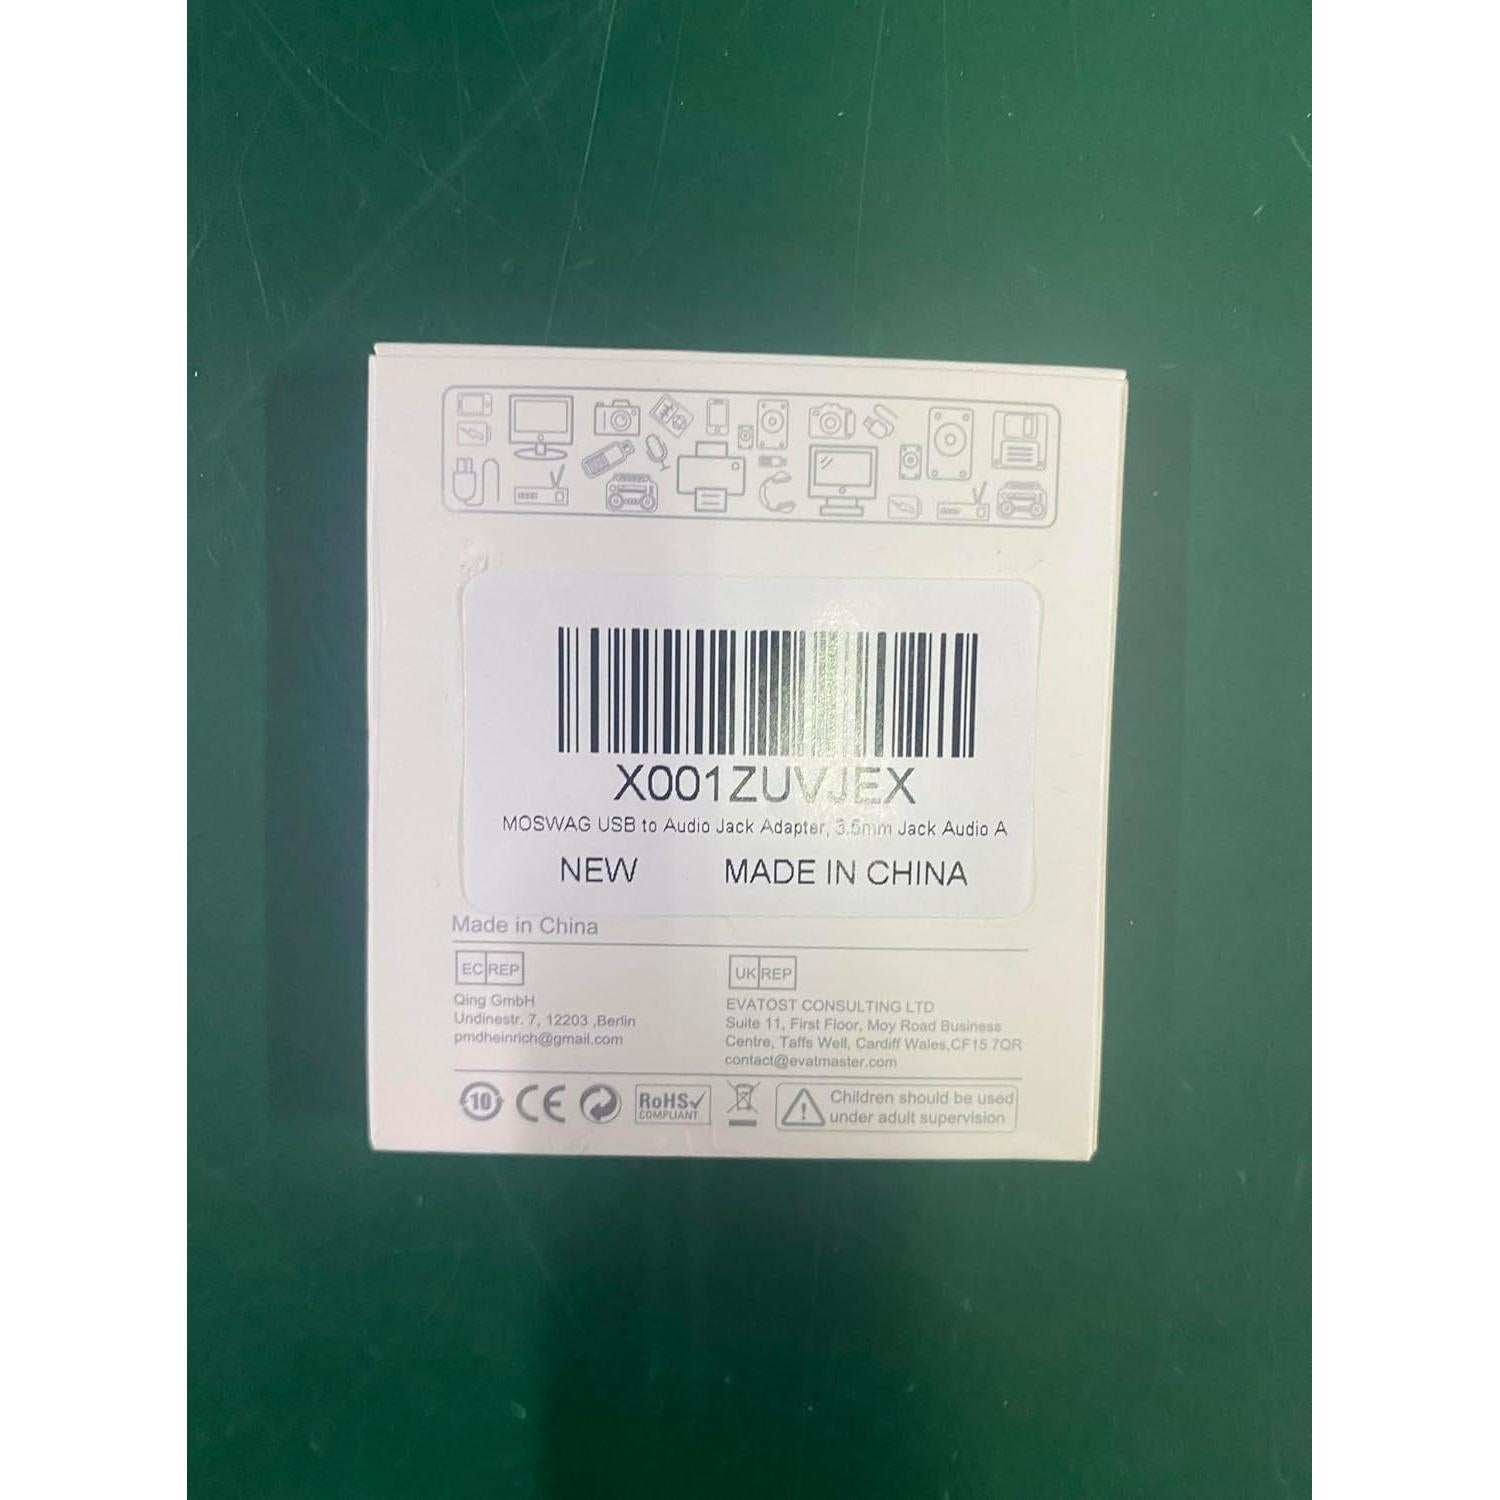 X001ZUVJEX
MOSWAG USB to Audio Jack Adapter, 3.5mm Jack Audio A
NEW MADE IN CHINA
Made in China
EC REP
Qing GmbH
Undinestr. 7, 12203 ,Berlin
pmdheinrich@gmail.com
UK REP
EVATOST CONSULTING LTD
Suite 11, First Floor, Moy Road Business
Centre, Taffs Well, Cardiff Wales,CF15 7QR
contact@evatmaster.com
10 CE RoHS✓
COMPLIANT
Children should be used
under adult supervision